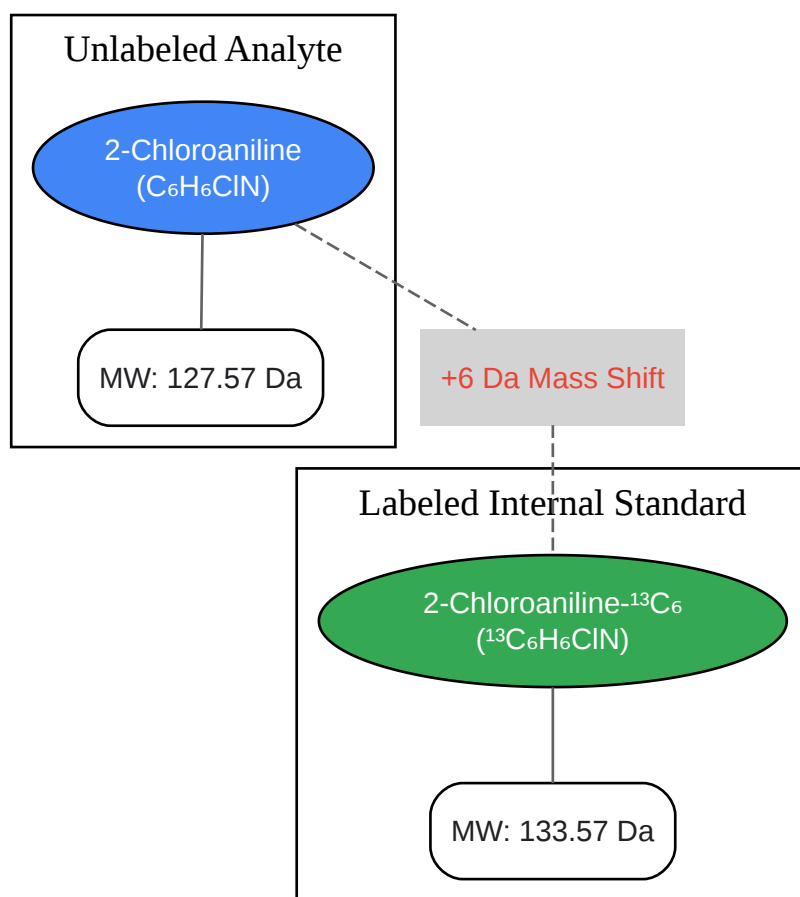 Unlabeled Analyte
2-Chloroaniline
(C₆H₆ClN)
MW: 127.57 Da
+6 Da Mass Shift
Labeled Internal Standard
2-Chloroaniline-¹³C₆
(¹³C₆H₆ClN)
MW: 133.57 Da